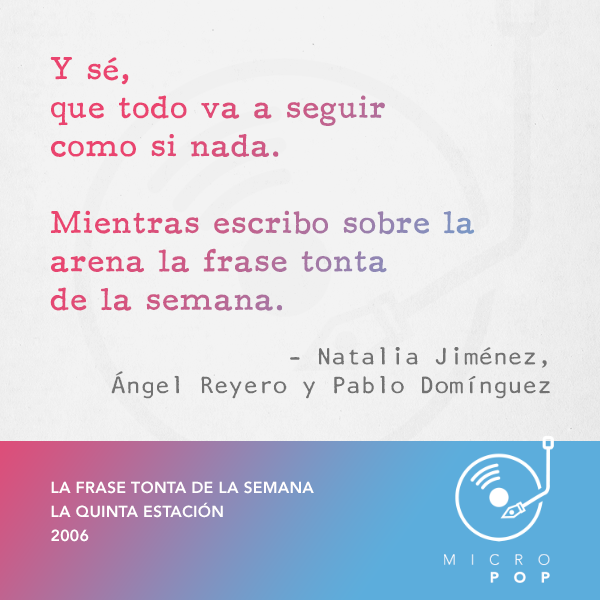 Y sé,
que todo va a seguir
como si nada.
Mientras escribo sobre la
arena la frase tonta
de la semana.
– Natalia Jiménez,
Ángel Reyero y Pablo Domínguez
LA FRASE TONTA DE LA SEMANA
LA QUINTA ESTACIÓN
2006
MICRO
POP